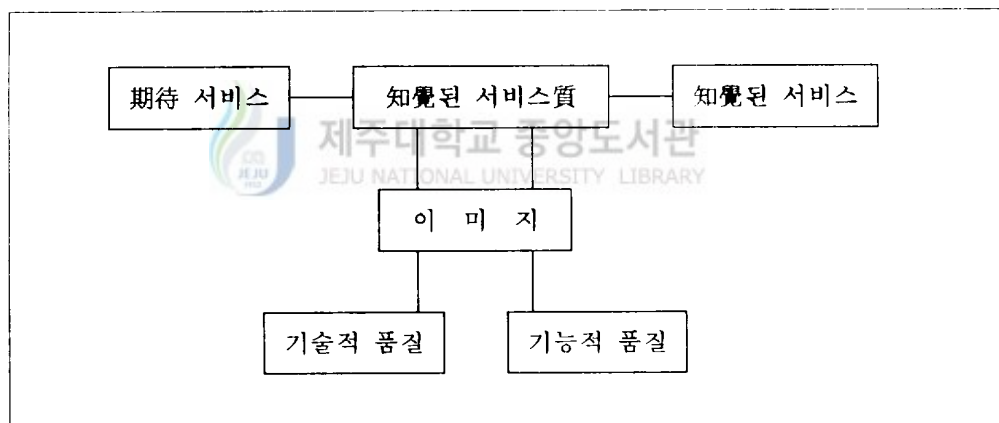 期待 서비스 知覺된 서비스質 知覺된 서비스
제주대학교 중앙도서관
JEJU NATIONAL UNIVERSITY LIBRARY
JEJU
1952
이 미 지
기술적 품질 기능적 품질